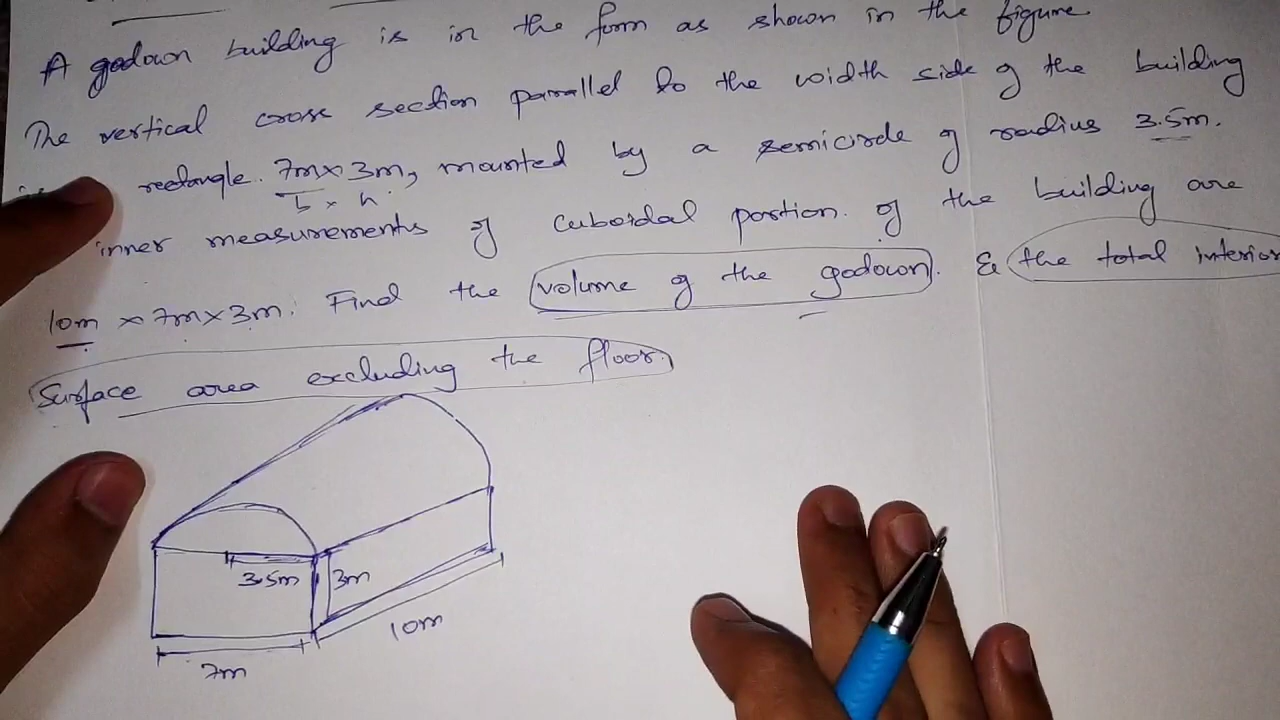 A godown building is in the form as shown in the figure.
The vertical cross section parallel to the width side of the building
rectangle. 7m×3m, mounted by a semicircle of radius 3.5m.
b × h
inner measurements of cuboidal portion of the building are
10m × 7m × 3m. Find the volume of the godown. & the total interior
Surface area excluding the floor.
3.5m
3m
10m
7m